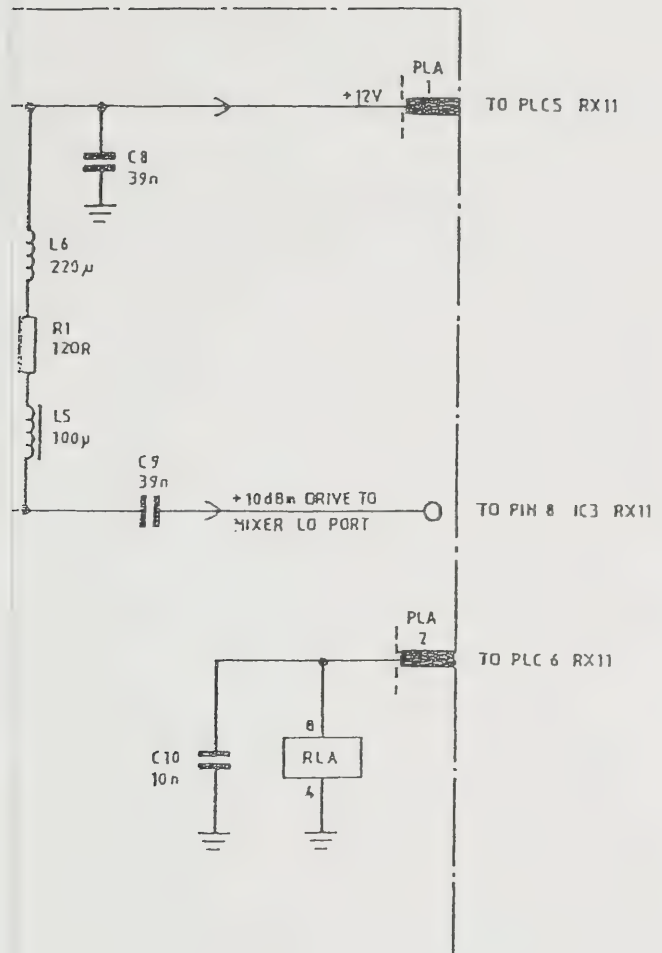 PLA
1
+12V
TO PLC5 RX11
C8
39n
L6
220µ
R1
120R
L5
100µ
C9
39n
+10dBm DRIVE TO
MIXER LO PORT
TO PIN 8 IC3 RX11
PLA
2
TO PLC 6 RX11
C10
10n
8
RLA
4